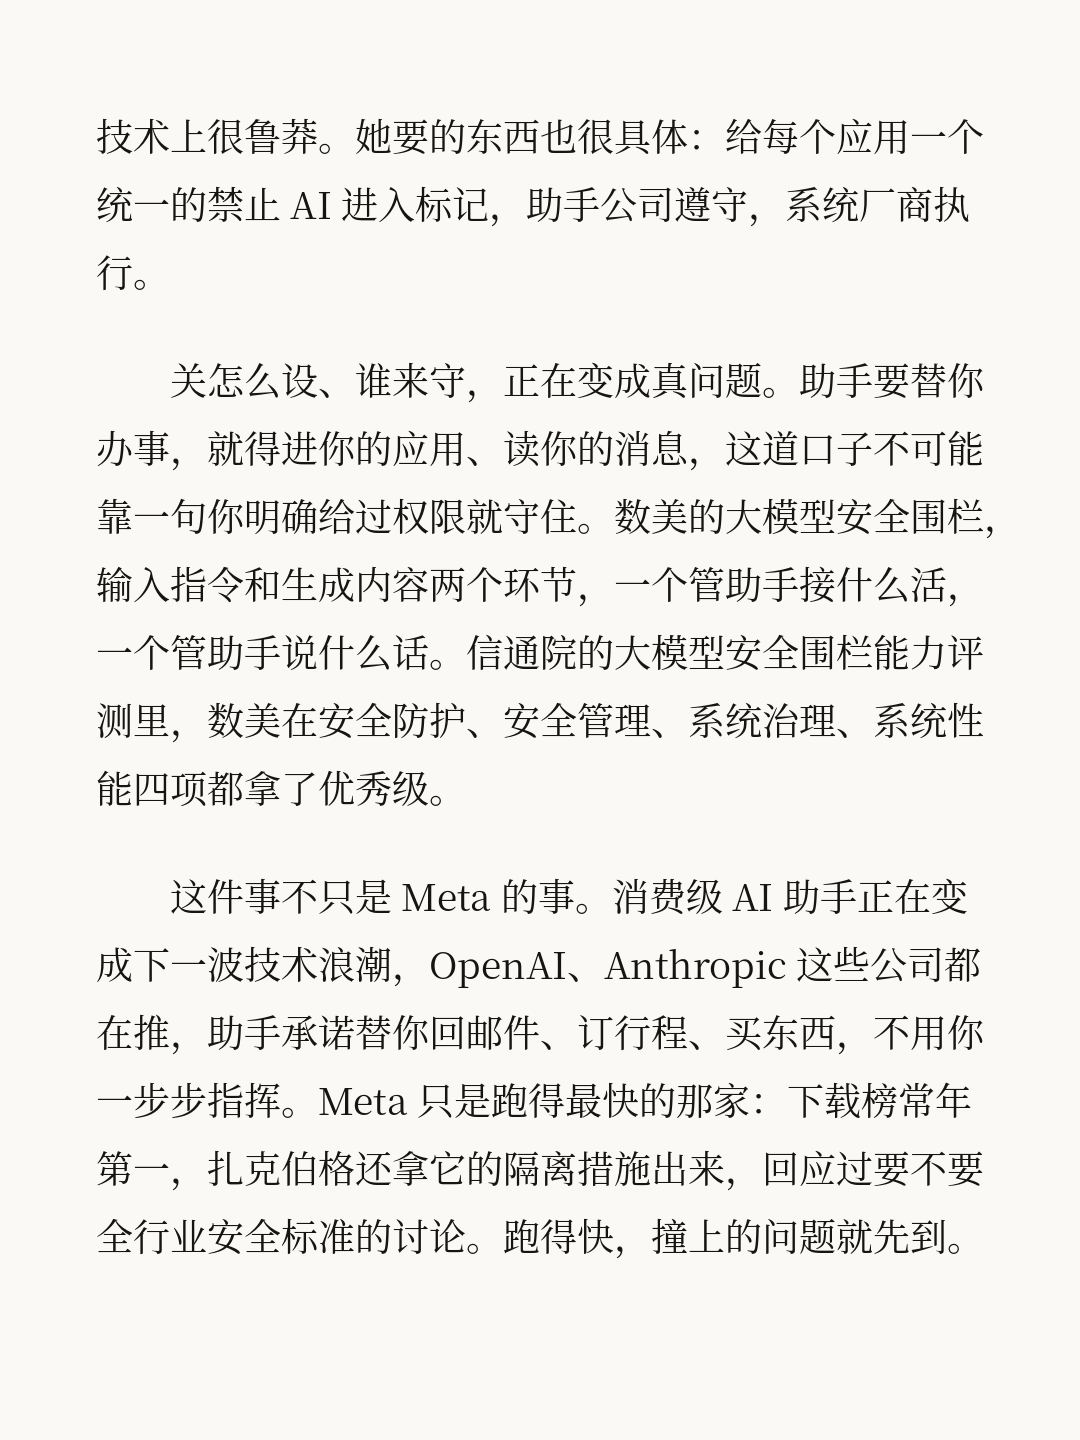 技术上很鲁莽。她要的东西也很具体：给每个应用一个
统一的禁止 AI 进入标记，助手公司遵守，系统厂商执
行。
关怎么设、谁来守，正在变成真问题。助手要替你
办事，就得进你的应用、读你的消息，这道口子不可能
靠一句你明确给过权限就守住。数美的大模型安全围栏，
输入指令和生成内容两个环节，一个管助手接什么活，
一个管助手说什么话。信通院的大模型安全围栏能力评
测里，数美在安全防护、安全管理、系统治理、系统性
能四项都拿了优秀级。
这件事不只是 Meta 的事。消费级 AI 助手正在变
成下一波技术浪潮，OpenAI、Anthropic 这些公司都
在推，助手承诺替你回邮件、订行程、买东西，不用你
一步步指挥。Meta 只是跑得最快的那家：下载榜常年
第一，扎克伯格还拿它的隔离措施出来，回应过要不要
全行业安全标准的讨论。跑得快，撞上的问题就先到。